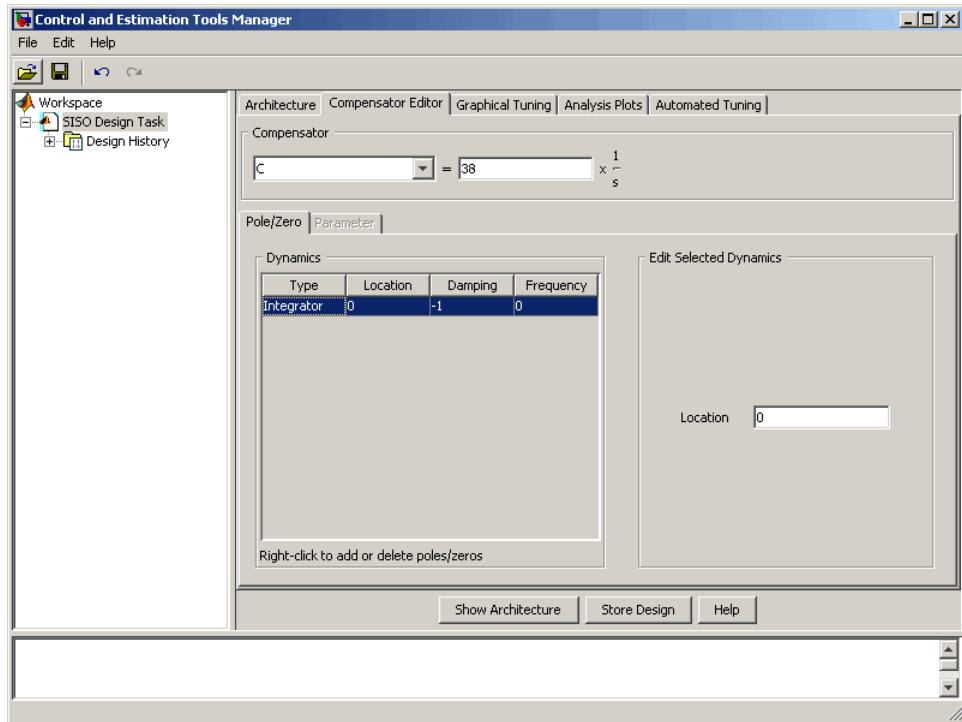 Control and Estimation Tools Manager
File Edit Help
Workspace
SISO Design Task
Design History
Architecture Compensator Editor Graphical Tuning Analysis Plots Automated Tuning
Compensator
C = 38 x 1
s
Pole/Zero Parameter
Dynamics
Type Location Damping Frequency
Integrator 0 -1 0
Right-click to add or delete poles/zeros
Edit Selected Dynamics
Location 0
Show Architecture Store Design Help